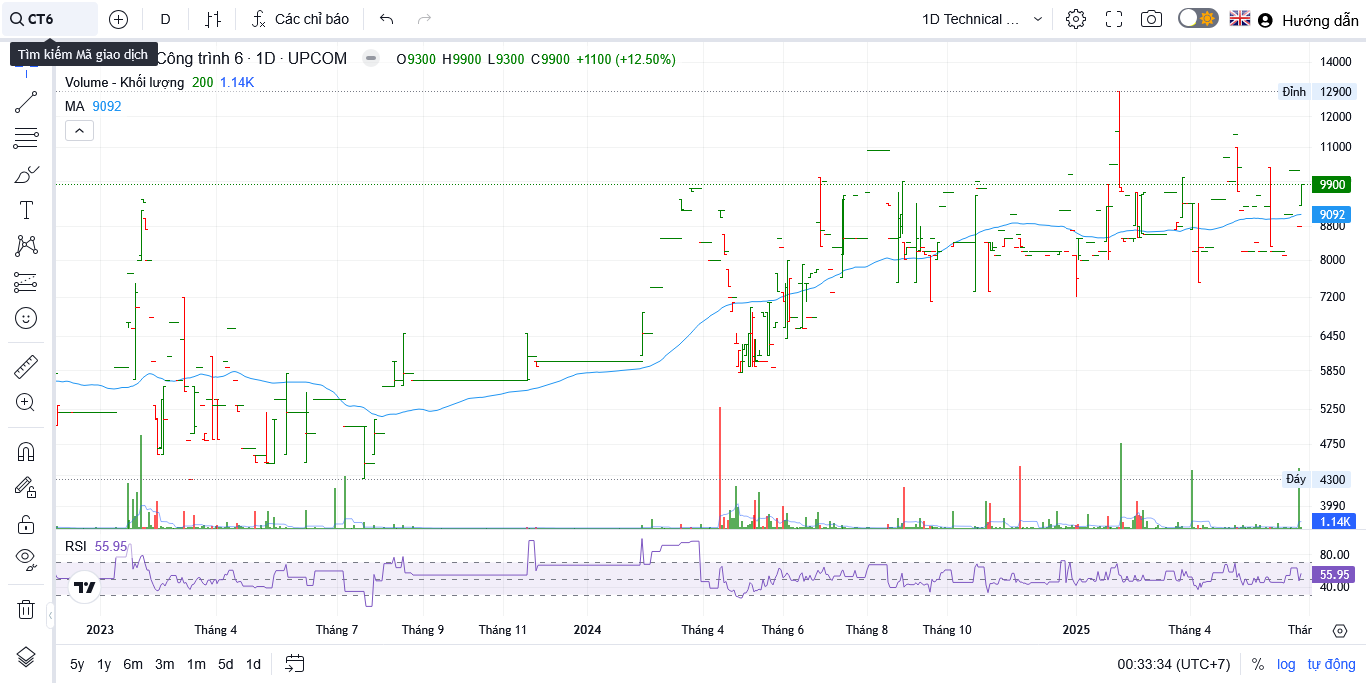 CT6
D
Các chỉ báo
1D Technical ...
Hướng dẫn
Tìm kiếm Mã giao dịch
Công trình 6 · 1D · UPCOM
O9300 H9900 L9300 C9900 +1100 (+12.50%)
Volume - Khối lượng 200 1.14K
MA 9092
14000
Đỉnh 12900
12000
11000
9900
9092
8800
8000
7200
6450
5850
5250
4750
Đáy 4300
3990
1.14K
RSI 55.95
80.00
55.95
40.00
2023 Tháng 4 Tháng 7 Tháng 9 Tháng 11 2024 Tháng 4 Tháng 6 Tháng 8 Tháng 10 2025 Tháng 4 Thár
5y 1y 6m 3m 1m 5d 1d
00:33:34 (UTC+7) % log tự động